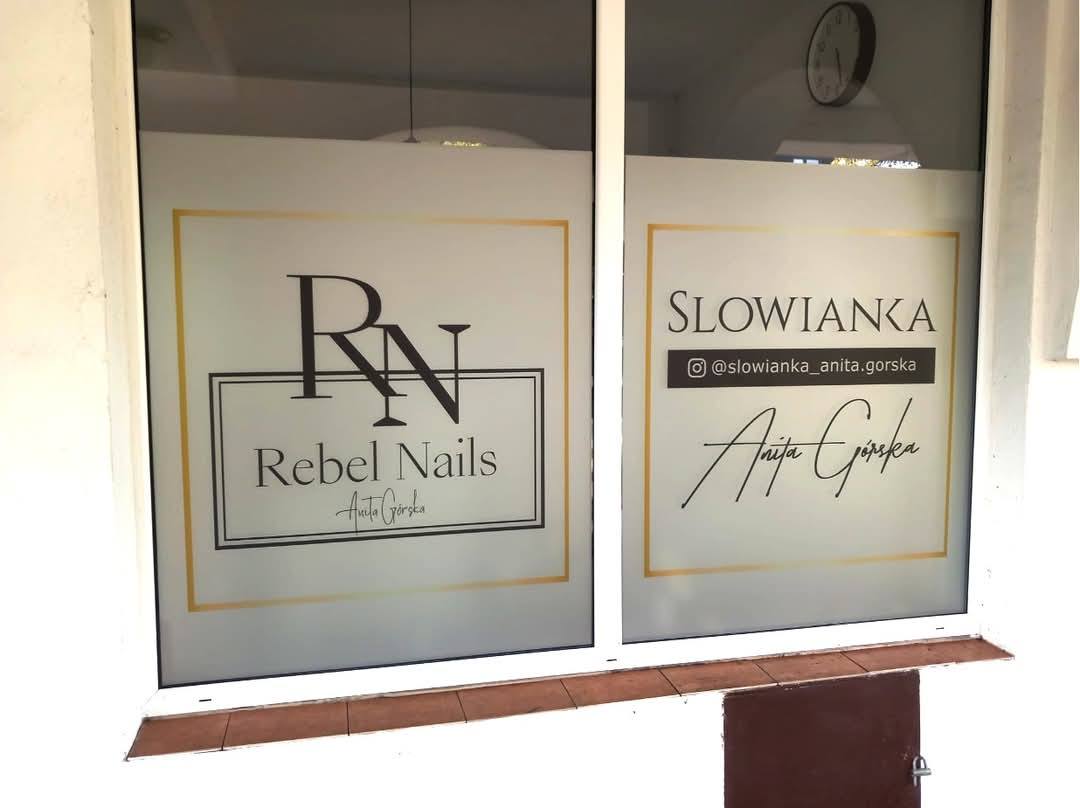 RN
Rebel Nails
Anita Górska
SLOWIANKA
@slowianka_anita.gorska
Anita Górska